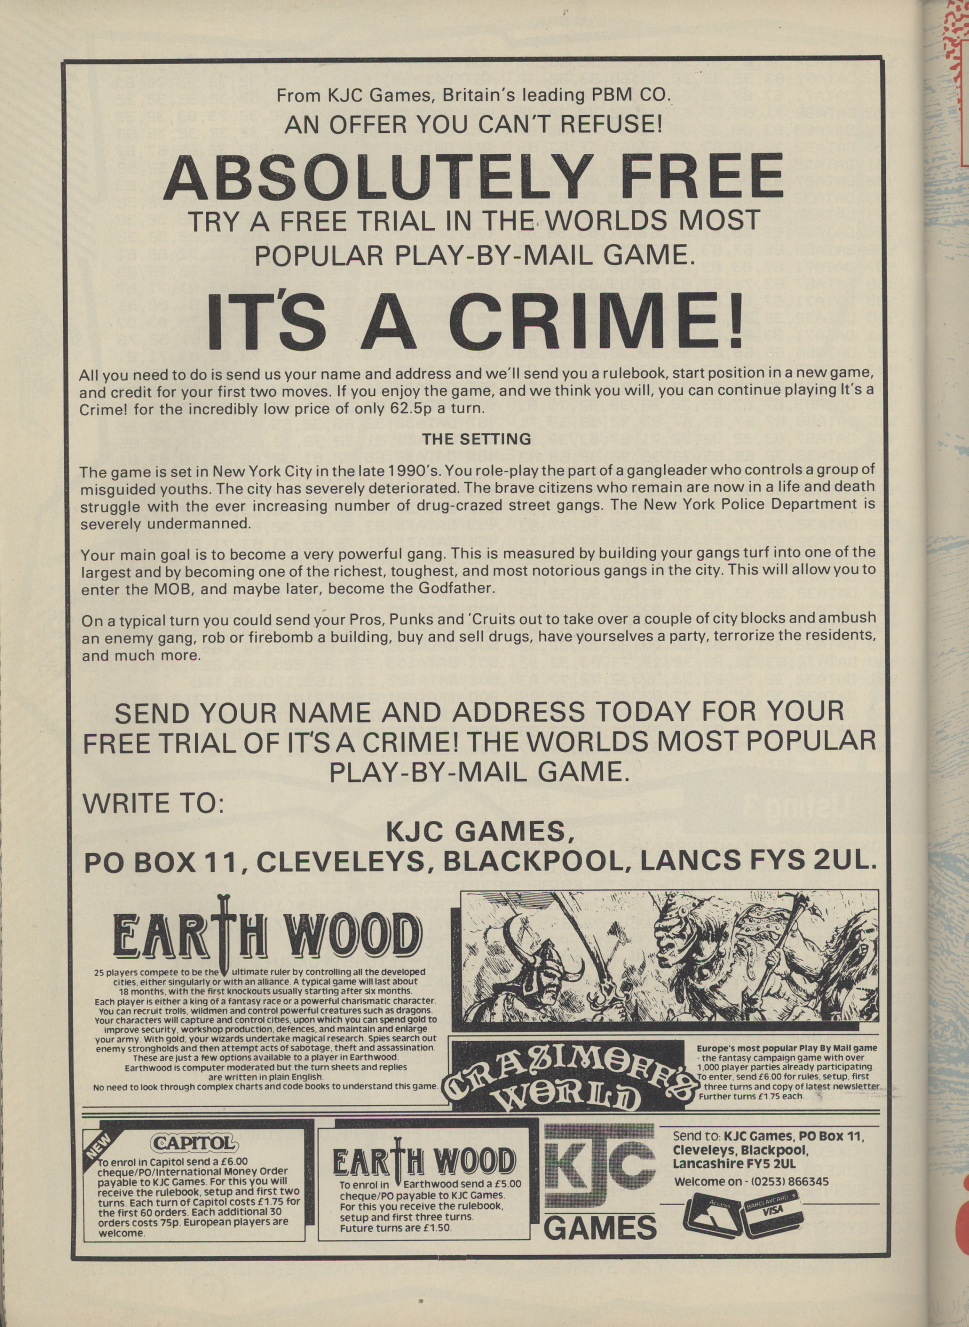 From KJC Games, Britain's leading PBM CO.
AN OFFER YOU CAN'T REFUSE!
ABSOLUTELY FREE
TRY A FREE TRIAL IN THE WORLDS MOST
POPULAR PLAY-BY-MAIL GAME.
IT'S A CRIME!
All you need to do is send us your name and address and we'll send you a rulebook, start position in a new game,
and credit for your first two moves. If you enjoy the game, and we think you will, you can continue playing It's a
Crime! for the incredibly low price of only 62.5p a turn.
THE SETTING
The game is set in New York City in the late 1990's. You role-play the part of a gangleader who controls a group of
misguided youths. The city has severely deteriorated. The brave citizens who remain are now in a life and death
struggle with the ever increasing number of drug-crazed street gangs. The New York Police Department is
severely undermanned.
Your main goal is to become a very powerful gang. This is measured by building your gangs turf into one of the
largest and by becoming one of the richest, toughest, and most notorious gangs in the city. This will allow you to
enter the MOB, and maybe later, become the Godfather.
On a typical turn you could send your Pros, Punks and 'Cruits out to take over a couple of city blocks and ambush
an enemy gang, rob or firebomb a building, buy and sell drugs, have yourselves a party, terrorize the residents,
and much more.
SEND YOUR NAME AND ADDRESS TODAY FOR YOUR
FREE TRIAL OF IT'S A CRIME! THE WORLDS MOST POPULAR
PLAY-BY-MAIL GAME.
WRITE TO:
KJC GAMES,
PO BOX 11, CLEVELEYS, BLACKPOOL, LANCS FYS 2UL.
EARTH WOOD
25 players compete to be the ultimate ruler by controlling all the developed
cities, either singularly or with an alliance. A typical game will last about
18 months, with the first knockouts usually starting after six months.
Each player is either a king of a fantasy race or a powerful charismatic character.
You can recruit trolls, wildmen and control powerful creatures such as dragons.
Your characters will capture and control cities, upon which you can spend gold to
improve security, workshop production, defences, and maintain and enlarge
your army. With gold, your wizards undertake magical research. Spies search out
enemy strongholds and then attempt acts of sabotage, theft and assassination.
These are just a few options available to a player in Earthwood.
Earthwood is computer moderated but the turn sheets and replies
are written in plain English.
No need to look through complex charts and code books to understand this game.
CRASIMOFF'S
WORLD
Europe's most popular Play By Mail game
- the fantasy campaign game with over
1,000 player parties already participating.
To enter, send £6.00 for rules, setup, first
three turns and copy of latest newsletter.
Further turns £1.75 each.
NEW
CAPITOL
To enrol in Capitol send a £6.00
cheque/PO/International Money Order
payable to KJC Games. For this you will
receive the rulebook, setup and first two
turns. Each turn of Capitol costs £1.75 for
the first 60 orders. Each additional 30
orders costs 75p. European players are
welcome.
EARTH WOOD
To enrol in Earthwood send a £5.00
cheque/PO payable to KJC Games.
For this you receive the rulebook,
setup and first three turns.
Future turns are £1.50.
KJC
GAMES
Send to: KJC Games, PO Box 11,
Cleveleys, Blackpool,
Lancashire FY5 2UL
Welcome on - (0253) 866345
Access
BARCLAYCARD
VISA